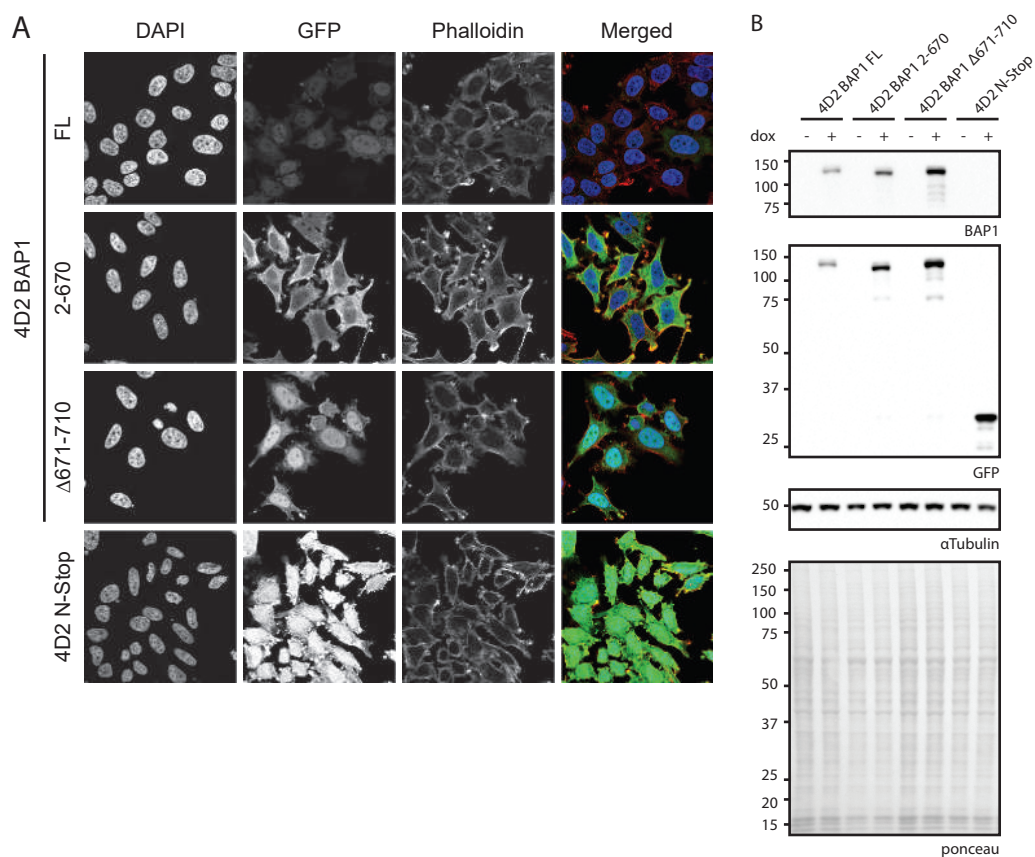 A
DAPI GFP Phalloidin Merged
4D2 BAP1
FL
2-670
Δ671-710
4D2 N-Stop
B
4D2 BAP1 FL
4D2 BAP1 2-670
4D2 BAP1 Δ671-710
4D2 N-Stop
dox - + - + - + - +
150
100
75
BAP1
150
100
75
50
37
25
GFP
50
αTubulin
250
150
100
75
50
37
25
20
15
ponceau